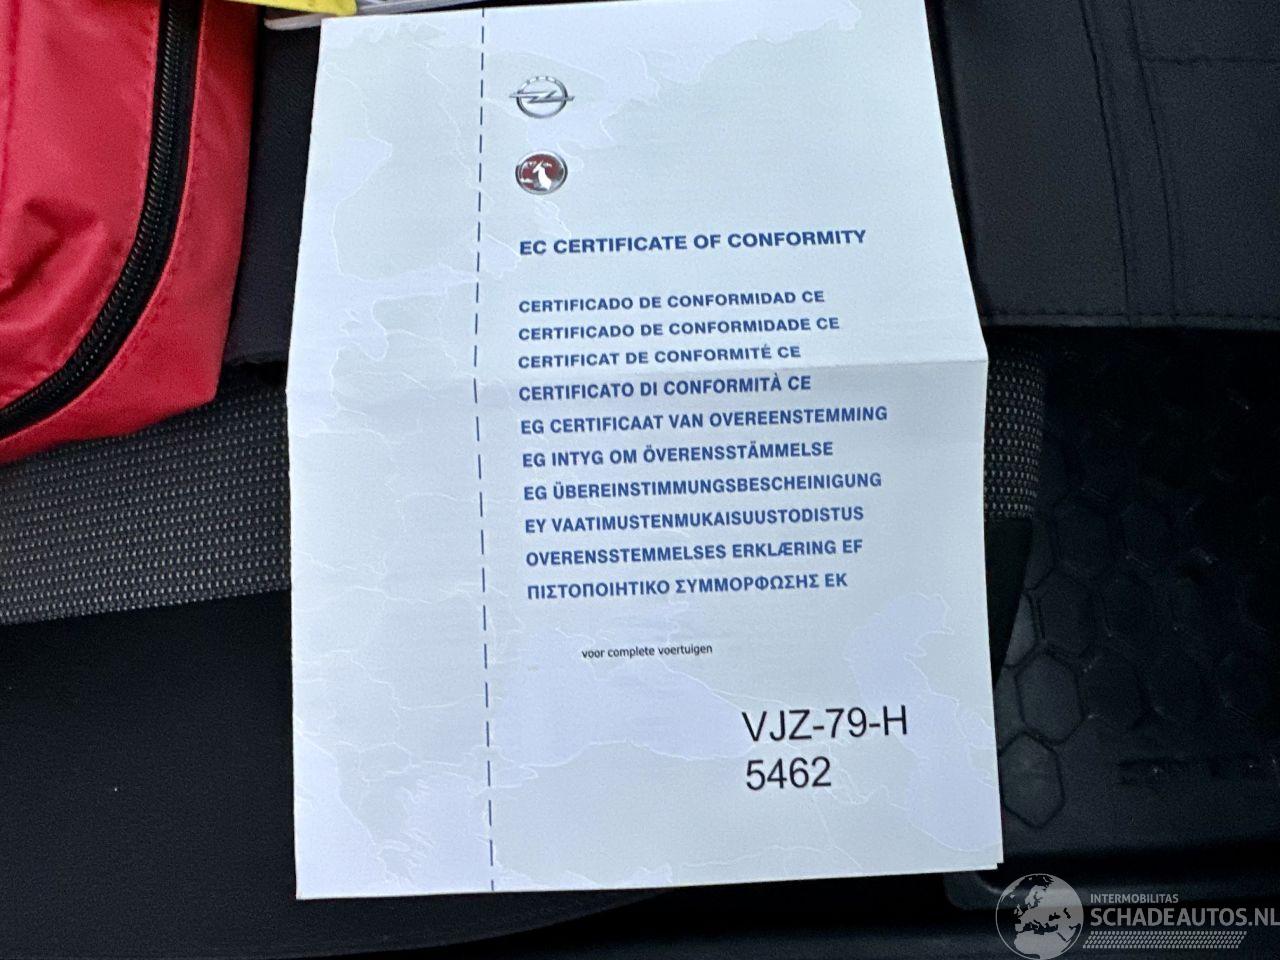 EC CERTIFICATE OF CONFORMITY
CERTIFICADO DE CONFORMIDAD CE
CERTIFICADO DE CONFORMIDADE CE
CERTIFICAT DE CONFORMITÉ CE
CERTIFICATO DI CONFORMITÀ CE
EG CERTIFICAAT VAN OVEREENSTEMMING
EG INTYG OM ÖVERENSSTÄMMELSE
EG ÜBEREINSTIMMUNGSBESCHEINIGUNG
EY VAATIMUSTENMUKAISUUSTODISTUS
OVERENSSTEMMELSES ERKLÆRING EF
ΠΙΣΤΟΠΟΙΗΤΙΚΟ ΣΥΜΜΟΡΦΩΣΗΣ ΕΚ
voor complete voertuigen
VJZ-79-H
5462
INTERMOBILITAS
SCHADEAUTOS.NL